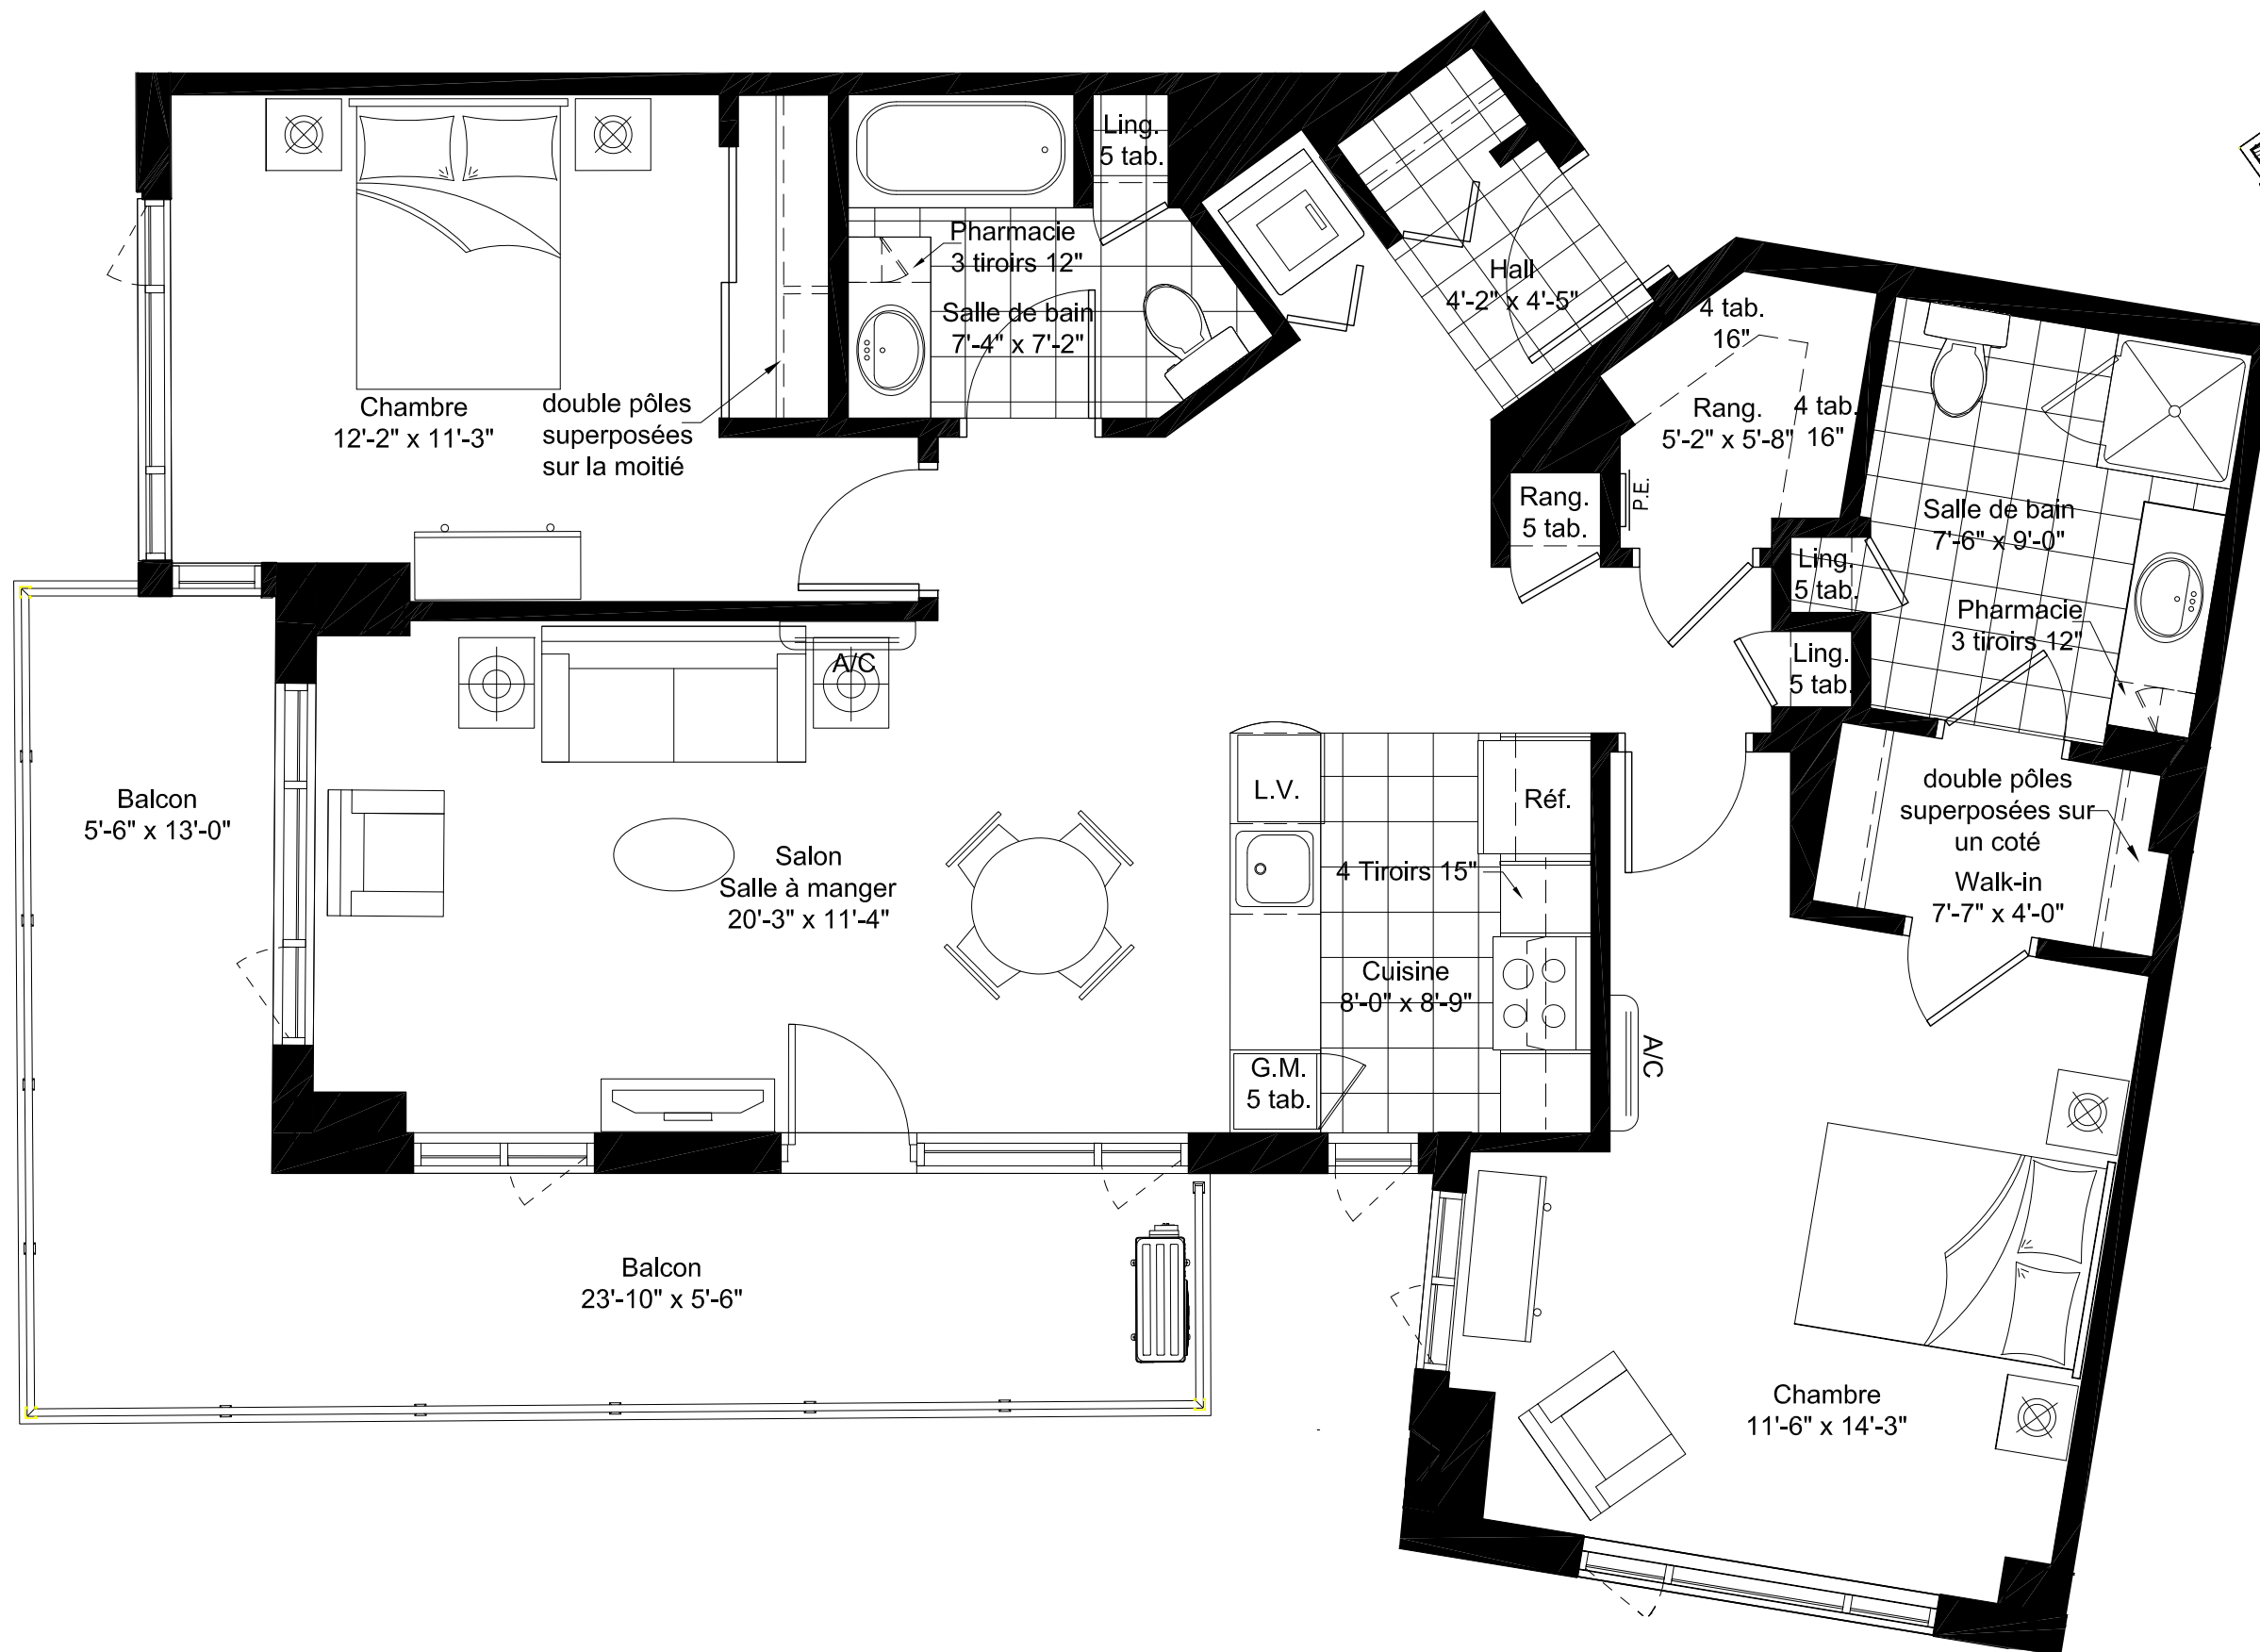 Ling.
5 tab.
Pharmacie
3 tiroirs 12"
Salle de bain
7'-4" x 7'-2"
Hall
4'-2" x 4'-5"
4 tab.
16"
Chambre
12'-2" x 11'-3"
double pôles
superposées
sur la moitié
Rang.
5'-2" x 5'-8"
4 tab.
16"
Rang.
5 tab.
P.E.
Salle de bain
7'-6" x 9'-0"
Ling.
5 tab.
Pharmacie
3 tiroirs 12"
Ling.
5 tab.
A/C
Balcon
5'-6" x 13'-0"
Salon
Salle à manger
20'-3" x 11'-4"
L.V.
Réf.
4 Tiroirs 15"
double pôles
superposées sur
un coté
Walk-in
7'-7" x 4'-0"
Cuisine
8'-0" x 8'-9"
G.M.
5 tab.
A/C
Balcon
23'-10" x 5'-6"
Chambre
11'-6" x 14'-3"